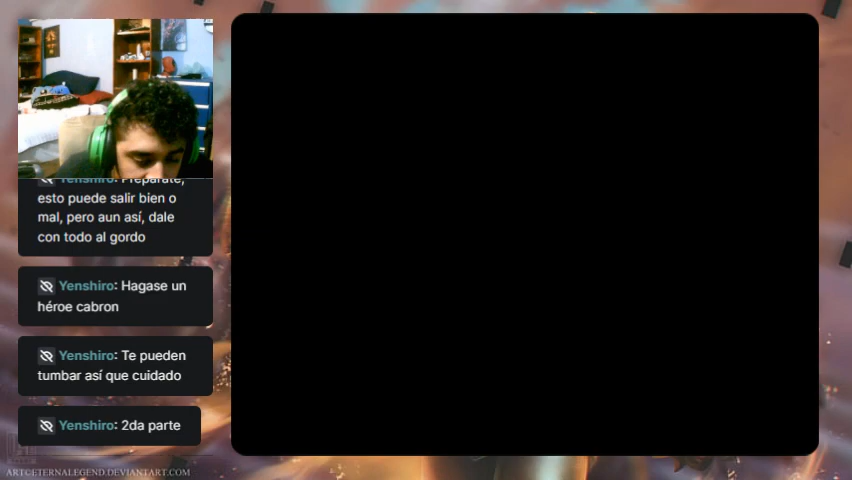 Yenshiro: Prepárate,
esto puede salir bien o
mal, pero aun así, dale
con todo al gordo
Yenshiro: Hagase un
héroe cabron
Yenshiro: Te pueden
tumbar así que cuidado
Yenshiro: 2da parte
ARTCETERNALEGEND.DEVIANTART.COM